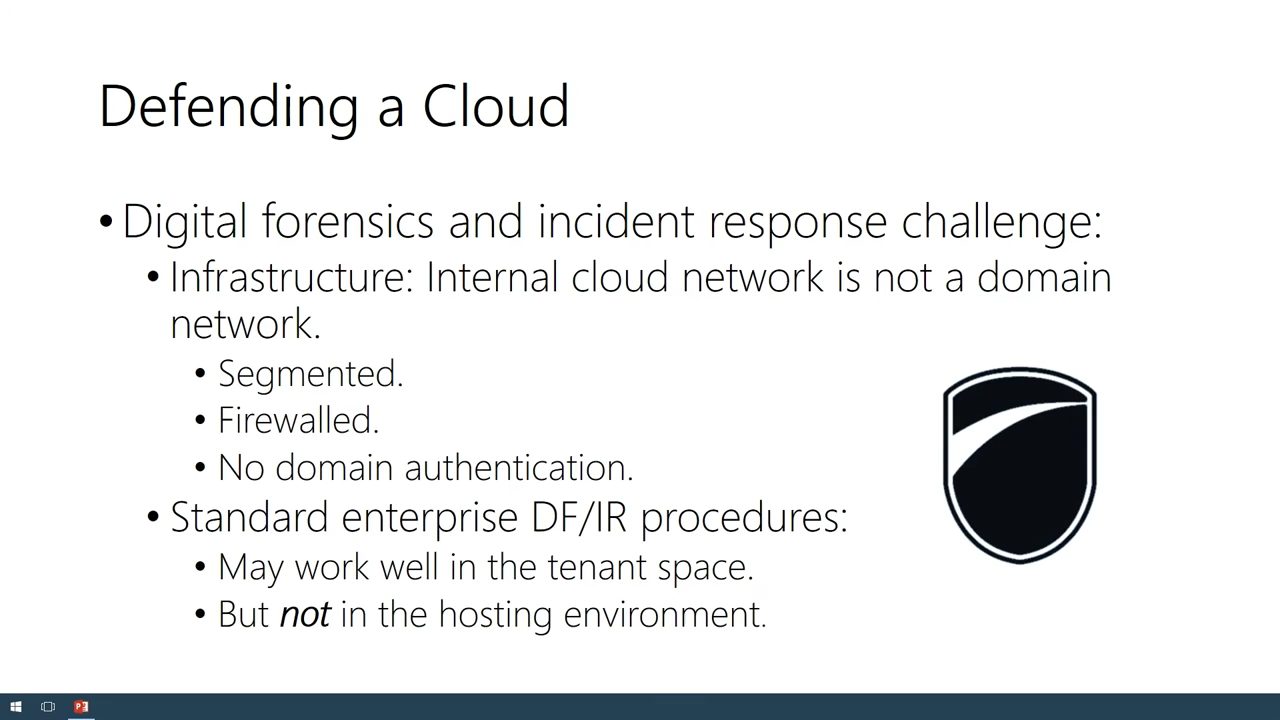 Defending a Cloud
• Digital forensics and incident response challenge:
• Infrastructure: Internal cloud network is not a domain
network.
• Segmented.
• Firewalled.
• No domain authentication.
• Standard enterprise DF/IR procedures:
• May work well in the tenant space.
• But not in the hosting environment.